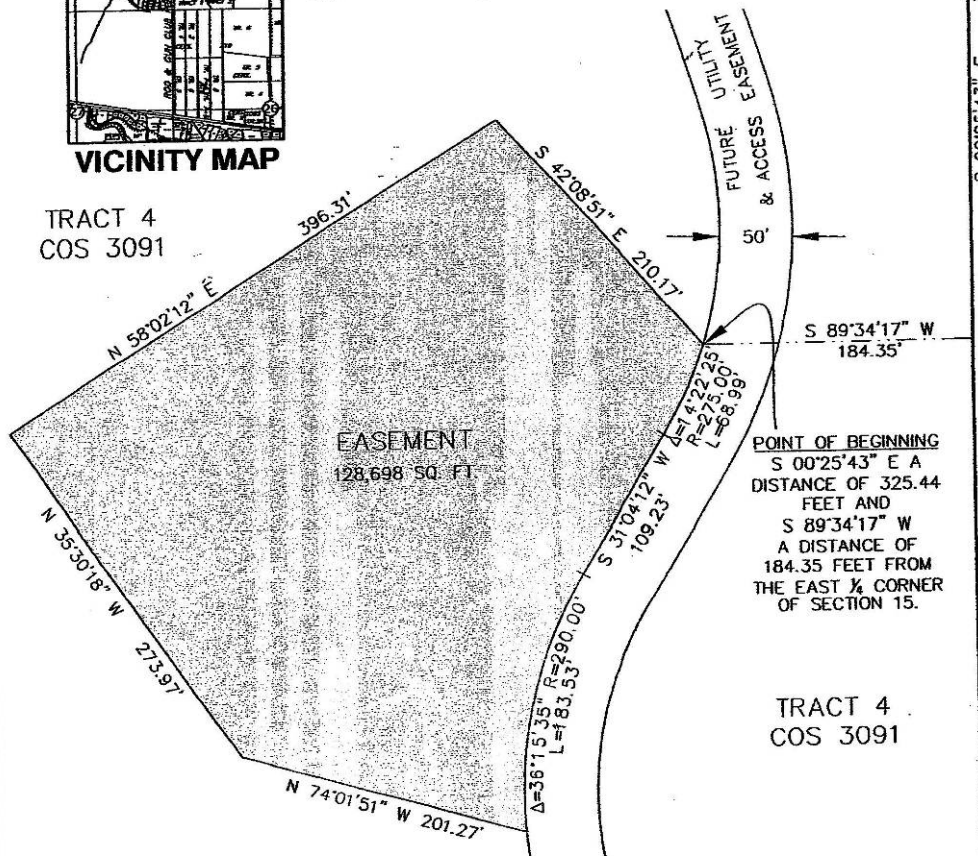 ROD & GUN CLUB
VICINITY MAP
TRACT 4
COS 3091
N 58°02'12" E
396.31'
S 42°08'51" E
210.17'
FUTURE UTILITY
& ACCESS EASEMENT
50'
S 89°34'17" W
184.35'
Δ=14°22'25"
R=275.00'
L=68.99'
EASEMENT
128,698 SQ. FT.
POINT OF BEGINNING
S 00°25'43" E A
DISTANCE OF 325.44
FEET AND
S 89°34'17" W
A DISTANCE OF
184.35 FEET FROM
THE EAST ¼ CORNER
OF SECTION 15.
S 31°04'12" W
109.23'
N 35°30'18" W
273.97'
Δ=36°15'35" R=290.00'
L=183.53'
N 74°01'51" W 201.27'
TRACT 4
COS 3091